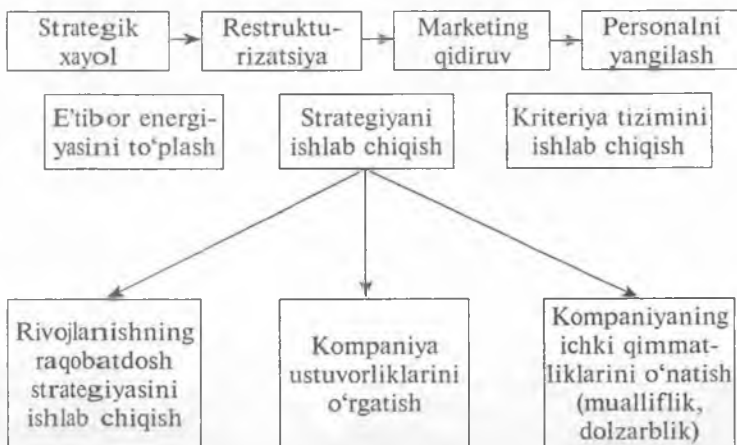 Strategik
xayol
Restruktu-
rizatsiya
Marketing
qidiruv
Personalni
yangilash
E'tibor energi-
yasini to‘plash
Strategiyani
ishlab chiqish
Kriteriya tizimini
ishlab chiqish
Rivojlanishning
raqobatdosh
strategiyasini
ishlab chiqish
Kompaniya
ustuvorliklarini
o‘rgatish
Kompaniyaning
ichki qimmat-
liklarini o‘natish
(mualliflik,
dolzarblik)